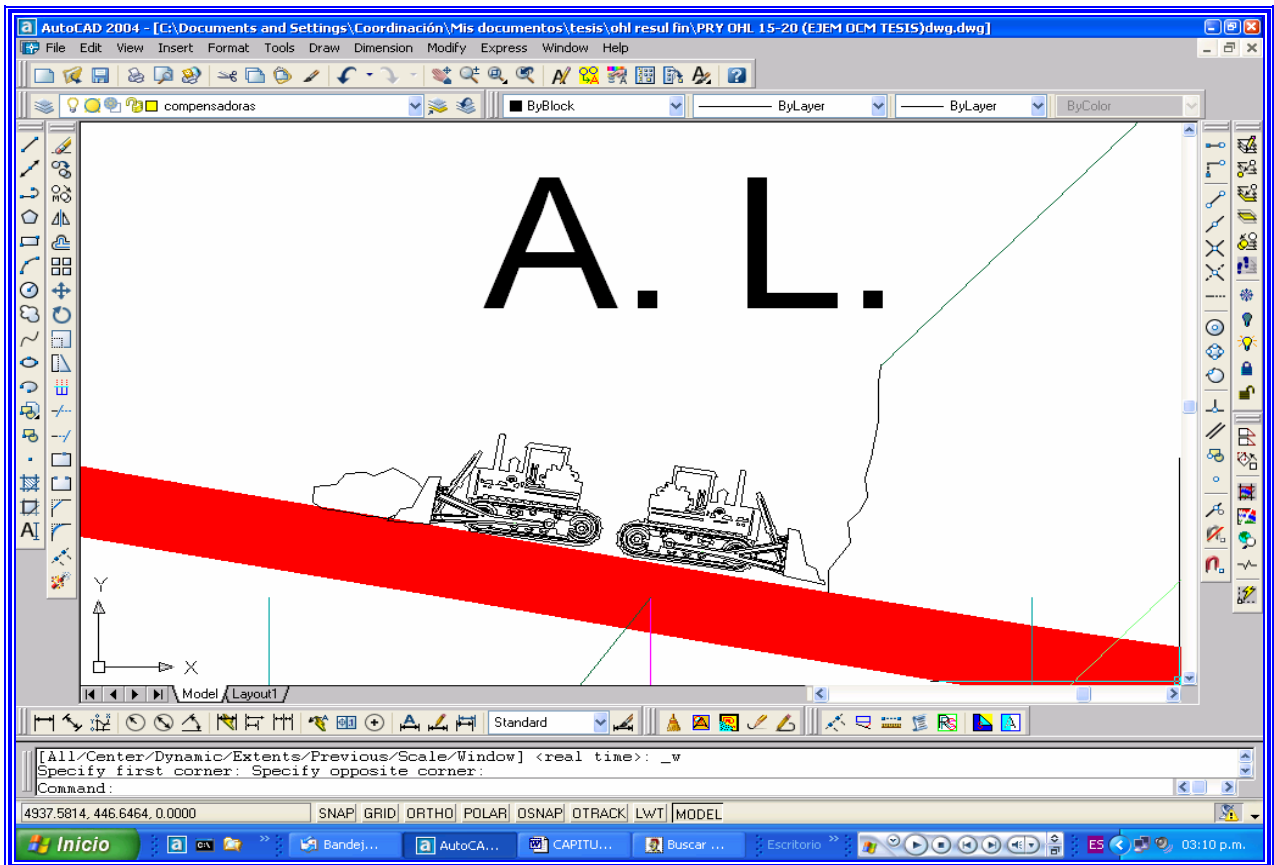 AutoCAD 2004 - [C:\Documents and Settings\Coordinación\Mis documentos\tesis\ohl resul fin\PRY OHL 15-20 (EJEM OCM TESIS)dwg.dwg]
File Edit View Insert Format Tools Draw Dimension Modify Express Window Help
compensadoras ByBlock ByLayer ByLayer ByColor
A. L.
Y
X
Model Layout1
Standard
[All/Center/Dynamic/Extents/Previous/Scale/Window] <real time>: _w
Specify first corner: Specify opposite corner:
Command:
4937.5814, 446.6464, 0.0000 SNAP GRID ORTHO POLAR OSNAP OTRACK LWT MODEL
Inicio Bandej... AutoCA... CAPITU... Buscar ... Escritorio » ES 03:10 p.m.